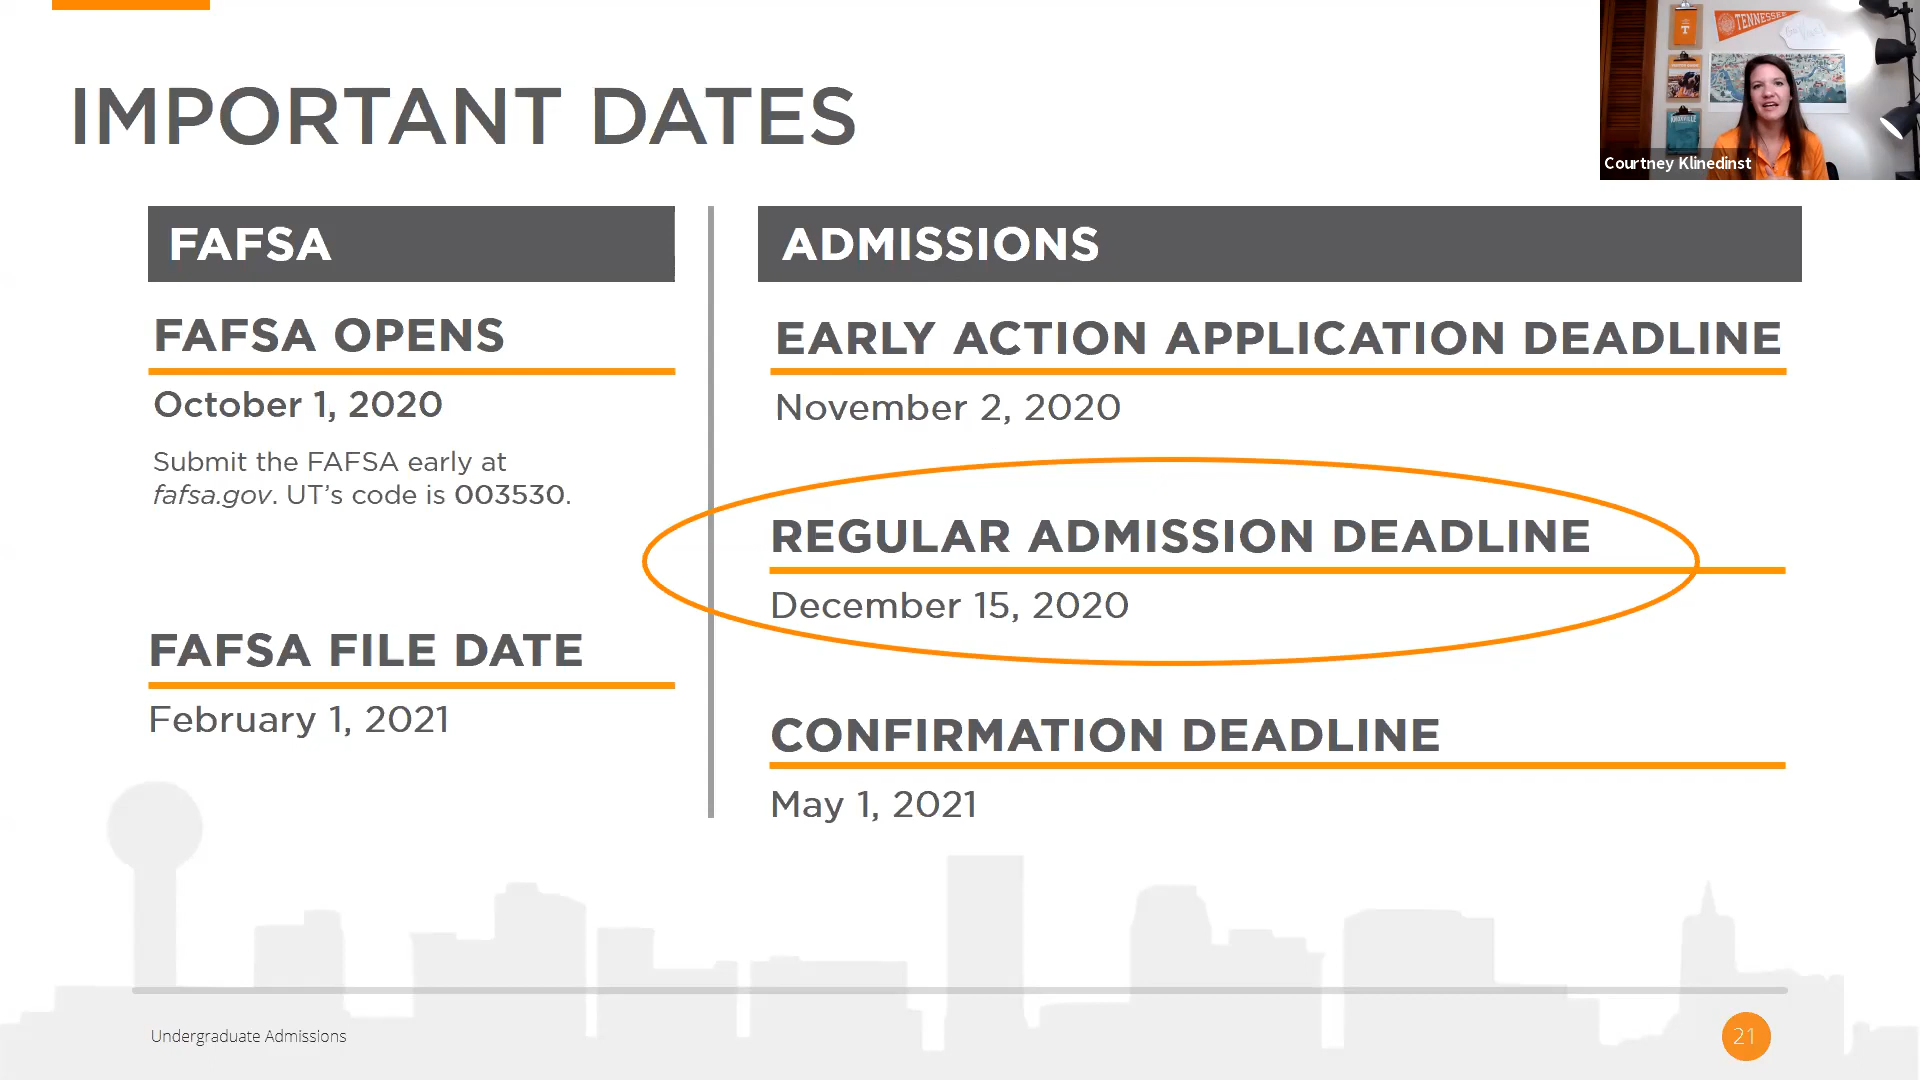 IMPORTANT DATES
TENNESSEE
T
KNOXVILLE
Courtney Klinedinst
FAFSA
FAFSA OPENS
October 1, 2020
Submit the FAFSA early at
fafsa.gov. UT’s code is 003530.
FAFSA FILE DATE
February 1, 2021
ADMISSIONS
EARLY ACTION APPLICATION DEADLINE
November 2, 2020
REGULAR ADMISSION DEADLINE
December 15, 2020
CONFIRMATION DEADLINE
May 1, 2021
Undergraduate Admissions
21